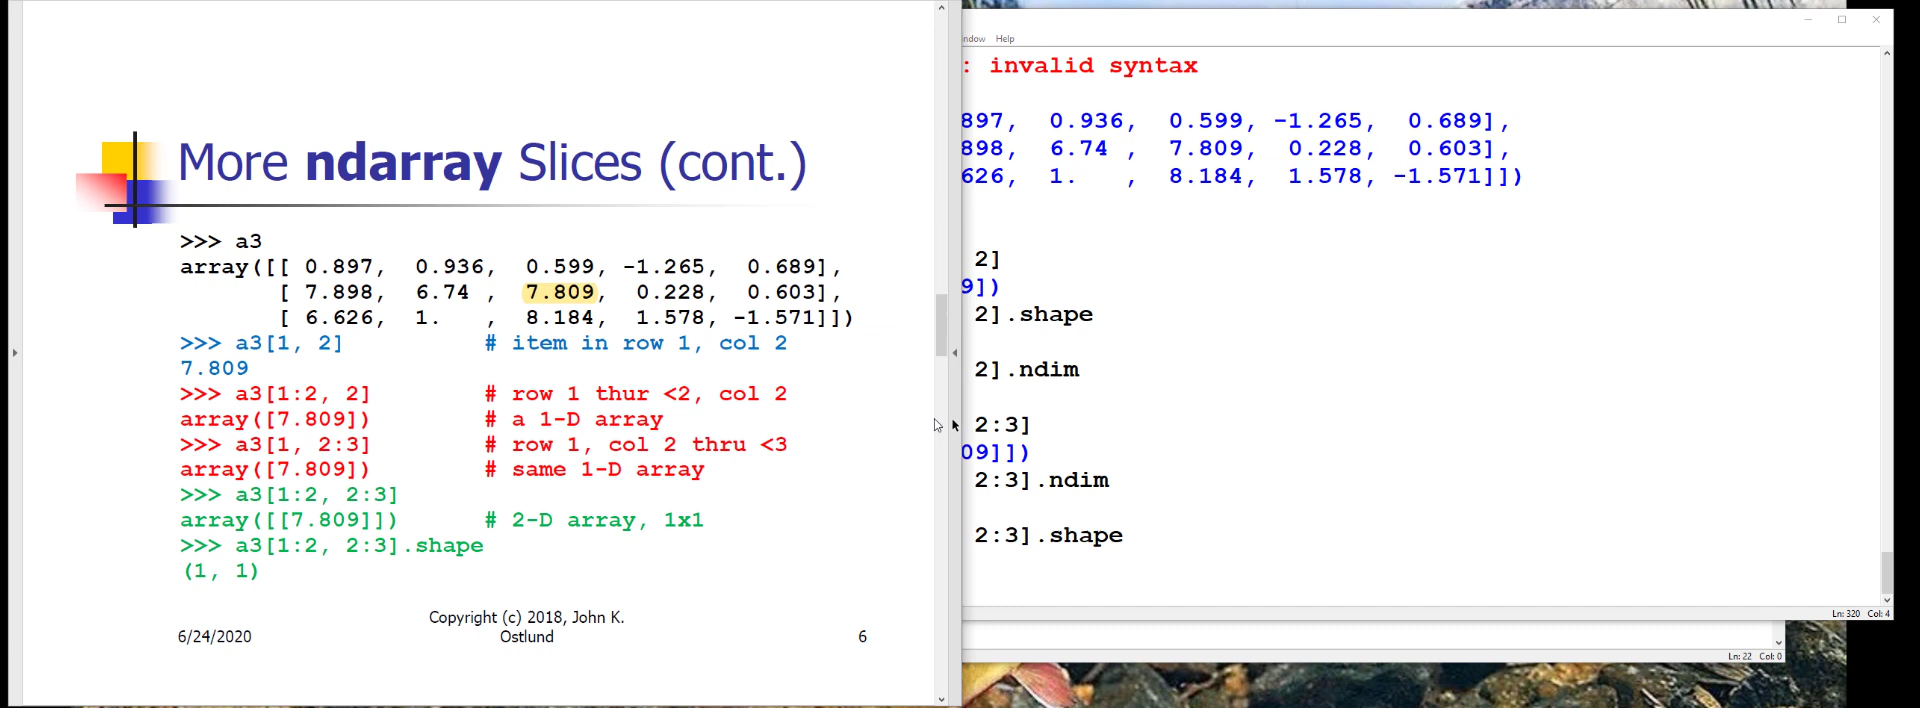 More ndarray Slices (cont.)
>>> a3
array([[ 0.897, 0.936, 0.599, -1.265, 0.689],
[ 7.898, 6.74 , 7.809, 0.228, 0.603],
[ 6.626, 1. , 8.184, 1.578, -1.571]])
>>> a3[1, 2] # item in row 1, col 2
7.809
>>> a3[1:2, 2] # row 1 thur <2, col 2
array([7.809]) # a 1-D array
>>> a3[1, 2:3] # row 1, col 2 thru <3
array([7.809]) # same 1-D array
>>> a3[1:2, 2:3]
array([[7.809]]) # 2-D array, 1x1
>>> a3[1:2, 2:3].shape
(1, 1)
Copyright (c) 2018, John K.
Ostlund
6/24/2020
6
ndow Help
: invalid syntax
897, 0.936, 0.599, -1.265, 0.689],
898, 6.74 , 7.809, 0.228, 0.603],
626, 1. , 8.184, 1.578, -1.571]])
2]
9])
2].shape
2].ndim
2:3]
09]])
2:3].ndim
2:3].shape
Ln: 320 Col: 4
Ln: 22 Col: 0